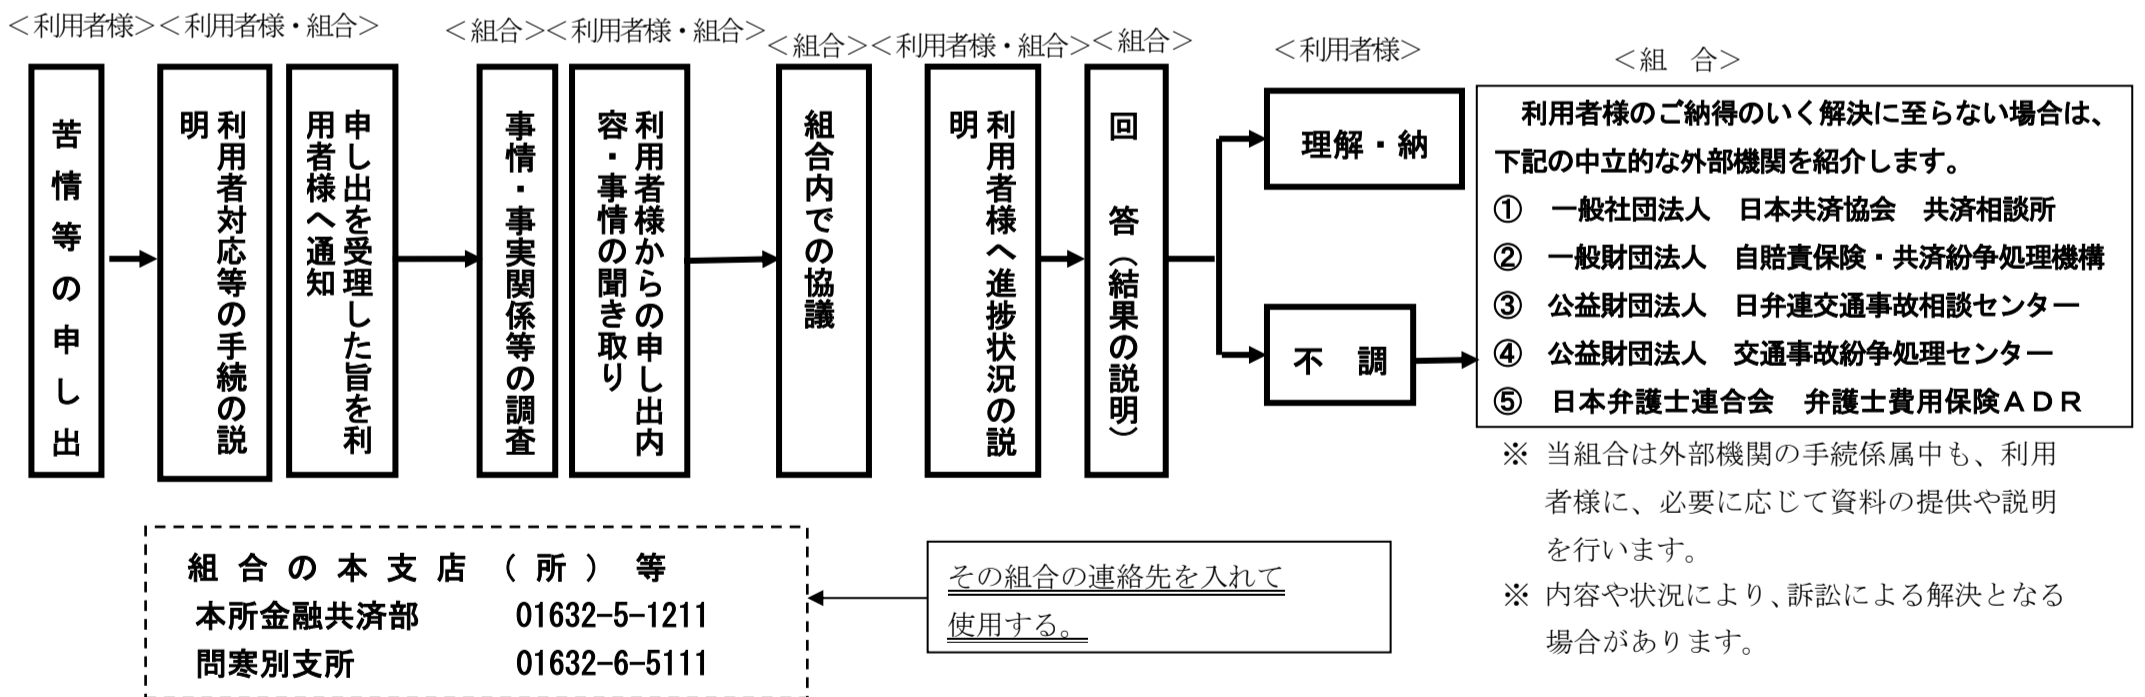 ＜利用者様＞
＜利用者様・組合＞
＜組合＞
＜利用者様・組合＞
＜組合＞
＜利用者様・組合＞
＜組合＞
＜利用者様＞
＜組　合＞
苦情等の申し出
利用者対応等の手続の説
明
申し出を受理した旨を利
用者様へ通知
事情・事実関係等の調査
利用者様からの申し出内
容・事情の聞き取り
組合内での協議
利用者様へ進捗状況の説
明
回　答（結果の説明）
理解・納
不　調
利用者様のご納得のいく解決に至らない場合は、
下記の中立的な外部機関を紹介します。
①　一般社団法人　日本共済協会　共済相談所
②　一般財団法人　自賠責保険・共済紛争処理機構
③　公益財団法人　日弁連交通事故相談センター
④　公益財団法人　交通事故紛争処理センター
⑤　日本弁護士連合会　弁護士費用保険ＡＤＲ
※ 当組合は外部機関の手続係属中も、利用
者様に、必要に応じて資料の提供や説明
を行います。
※ 内容や状況により、訴訟による解決となる
場合があります。
組合の本支店（所）等
本所金融共済部　01632-5-1211
問寒別支所　01632-6-5111
その組合の連絡先を入れて
使用する。